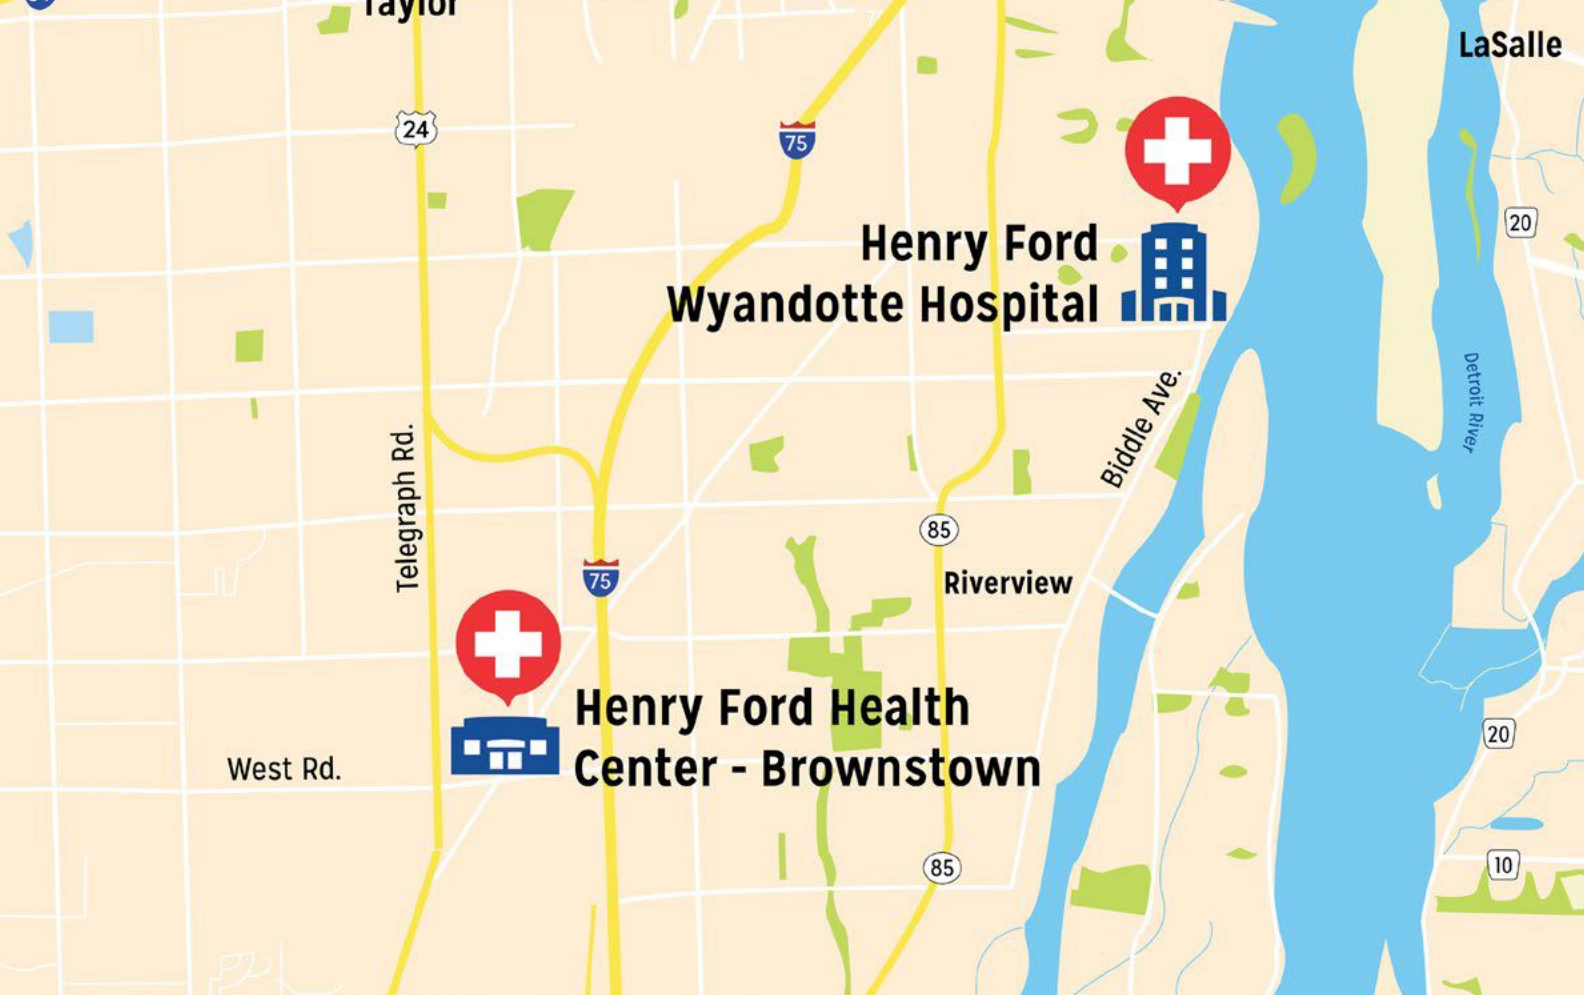 Taylor
LaSalle
24
75
20
Henry Ford
Wyandotte Hospital
Detroit River
Biddle Ave.
Telegraph Rd.
85
75
Riverview
Henry Ford Health
Center - Brownstown
West Rd.
20
85
10